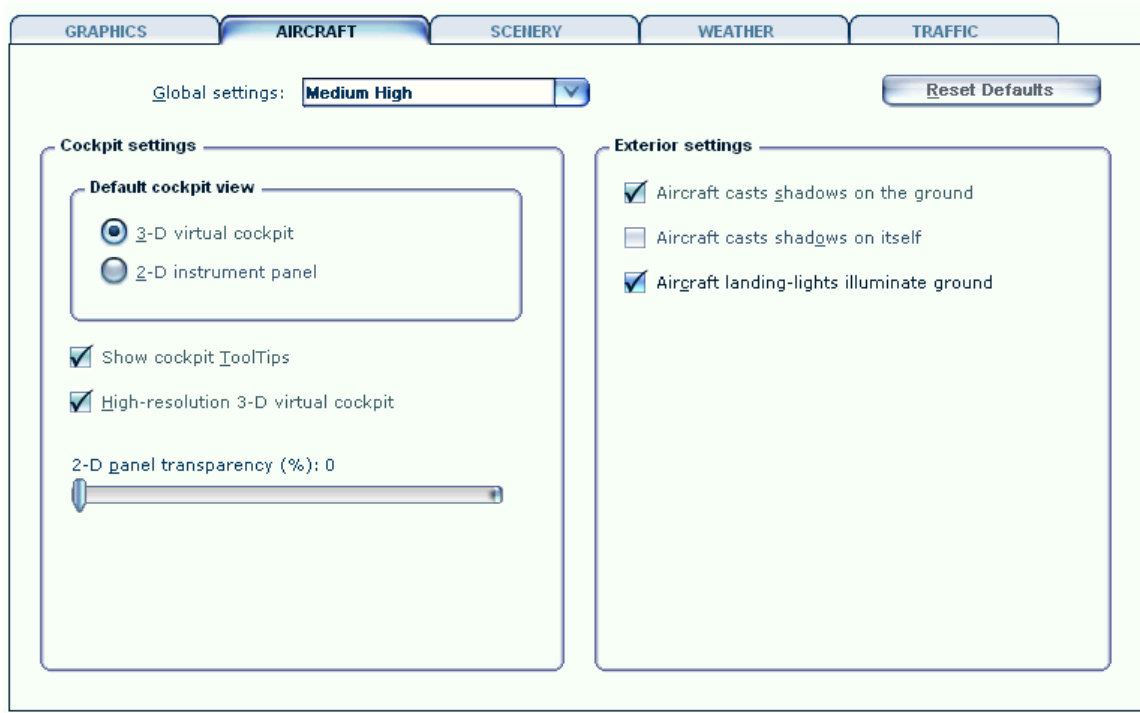 GRAPHICS AIRCRAFT SCENERY WEATHER TRAFFIC
Global settings: Medium High Reset Defaults
Cockpit settings
Default cockpit view
3-D virtual cockpit
2-D instrument panel
Show cockpit ToolTips
High-resolution 3-D virtual cockpit
2-D panel transparency (%): 0
Exterior settings
Aircraft casts shadows on the ground
Aircraft casts shadows on itself
Aircraft landing-lights illuminate ground